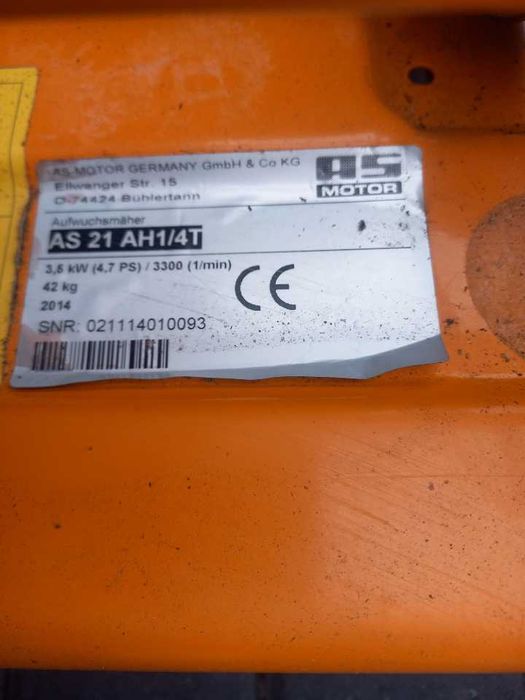 AS-MOTOR GERMANY GmbH & Co KG
Ellwanger Str. 15
D-74424 Bühlertann
AS
MOTOR
Aufwuchsmäher
AS 21 AH1/4T
3,5 kW (4,7 PS) / 3300 (1/min)
42 kg
2014
CE
SNR: 021114010093